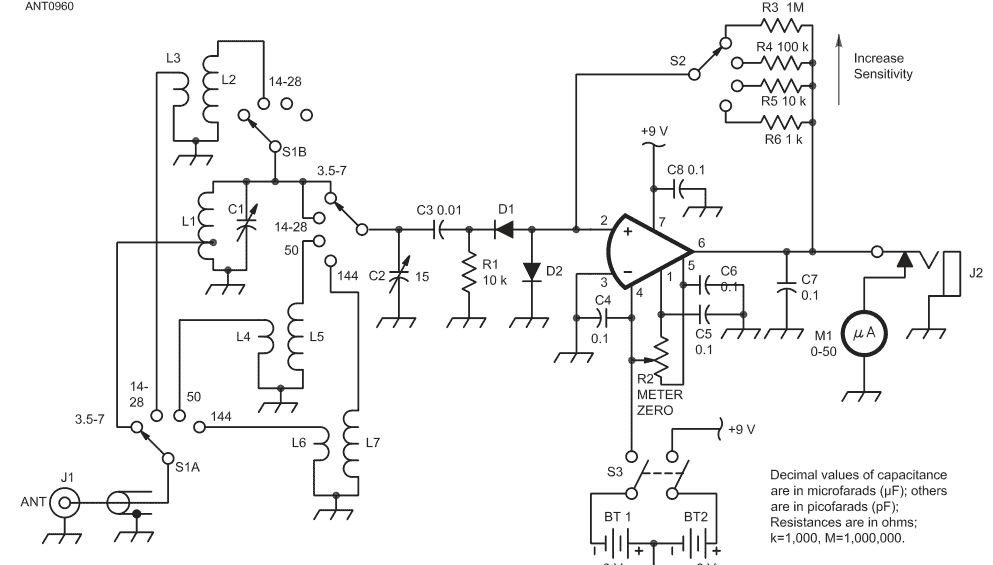 ANT0960
R3 1M
L3
R4 100 k
S2
L2
14-28
Increase
Sensitivity
R5 10 k
+9 V
R6 1 k
S1B
C8 0.1
3.5-7
L1
C1
C3 0.01
D1
2
7
14-28
+
6
50
5
C6
0.1
R1
10 k
D2
−
3
4
1
144
C2
15
C7
0.1
J2
C4
0.1
L4
L5
C5
0.1
M1
0-50
μA
R2
METER
ZERO
14-
28
50
3.5-7
144
+9 V
L6
L7
S1A
S3
J1
ANT
BT 1
BT2
− + − +
Decimal values of capacitance
are in microfarads (µF); others
are in picofarads (pF);
Resistances are in ohms;
k=1,000, M=1,000,000.